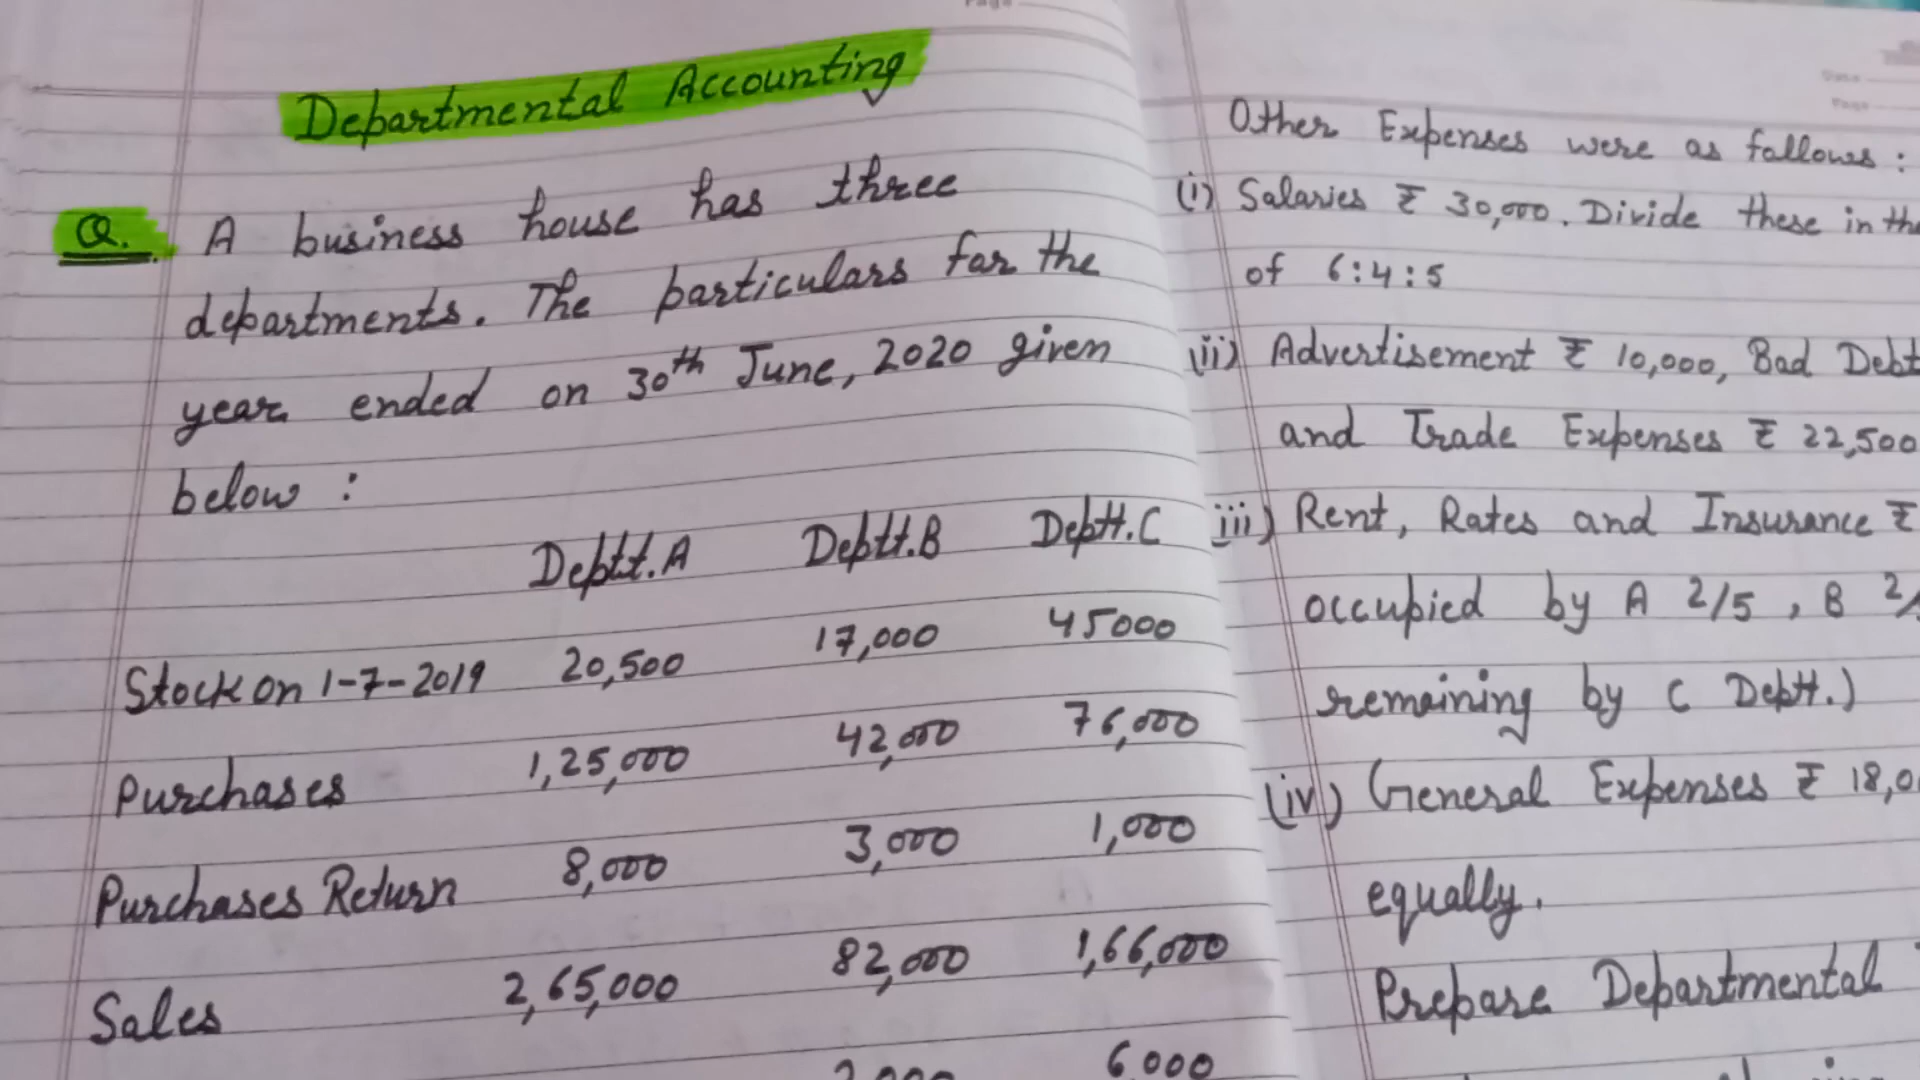 Departmental Accounting
Q. A business house has three
departments. The particulars for the
year ended on 30th June, 2020 given
below :
Deptt.A Deptt.B Deptt.C
Stock on 1-7-2019 20,500 17,000 45000
Purchases 1,25,000 42,000 76,000
Purchases Return 8,000 3,000 1,000
Sales 2,65,000 82,000 1,66,000
6,000
Other Expenses were as follows :
(i) Salaries ₹ 30,000. Divide these in
of 6:4:5
(ii) Advertisement ₹ 10,000, Bad
and Trade Expenses ₹ 22,500
iii) Rent, Rates and Insurance ₹
occupied by A 2/5 , B
remaining by C Deptt.)
(iv) General Expenses ₹
equally.
Prepare Departmental